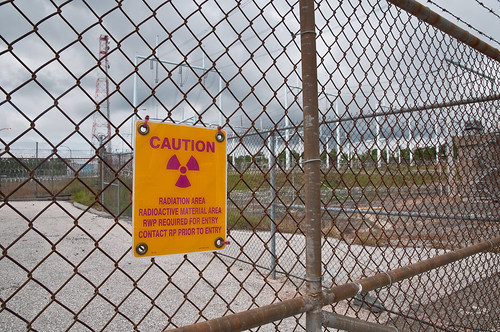 CAUTION
RADIATION AREA
RADIOACTIVE MATERIAL AREA
RWP REQUIRED FOR ENTRY
CONTACT RP PRIOR TO ENTRY